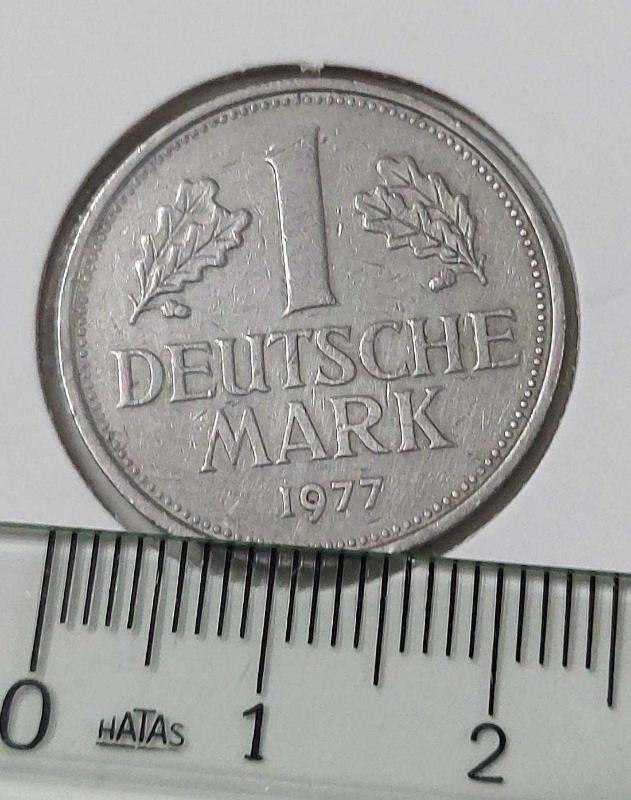 1
DEUTSCHE
MARK
1977
0 HATAS 1 2